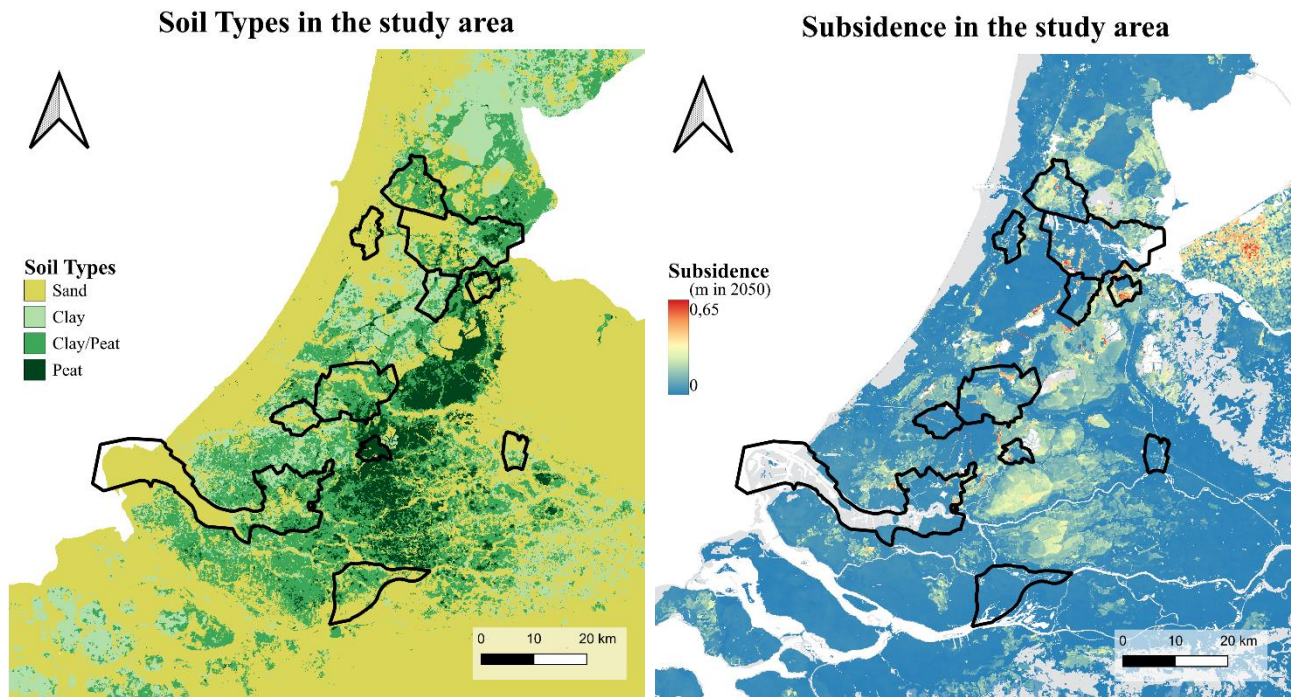 Soil Types in the study area
Soil Types
Sand
Clay
Clay/Peat
Peat
0 10 20 km
Subsidence in the study area
Subsidence
(m in 2050)
0,65
0
0 10 20 km